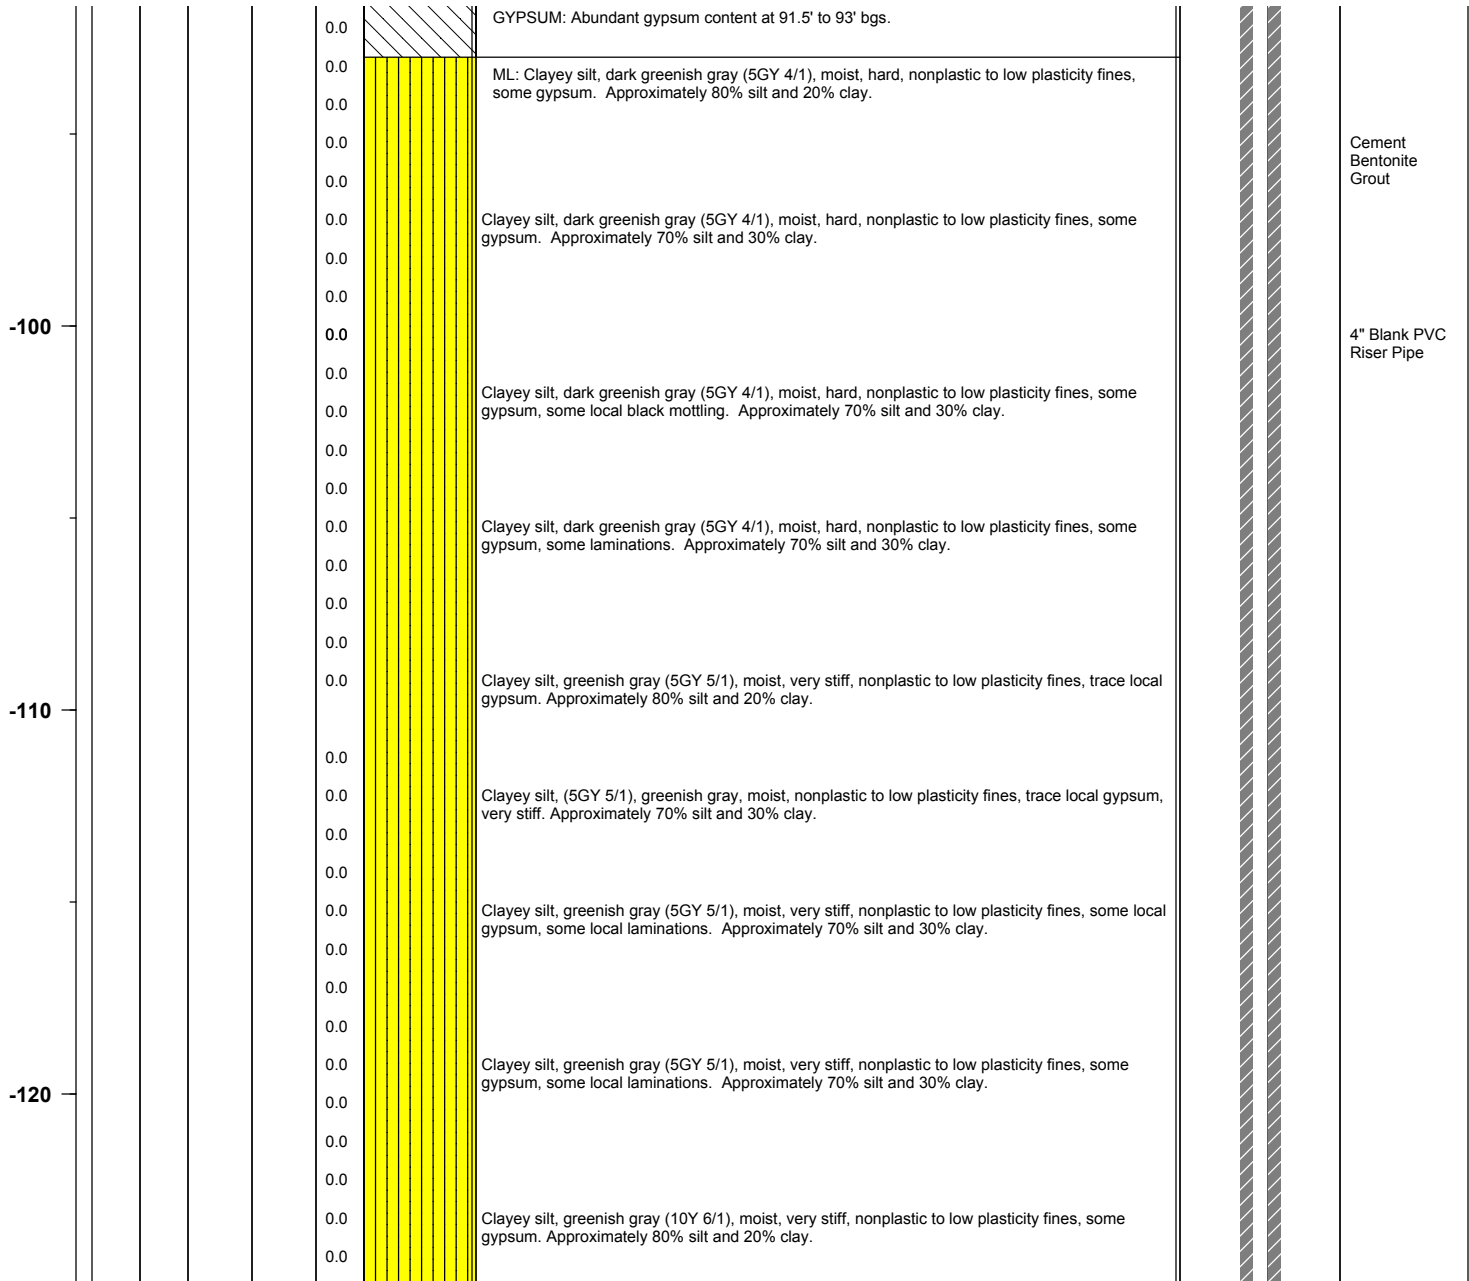 0.0
GYPSUM: Abundant gypsum content at 91.5' to 93' bgs.
0.0
ML: Clayey silt, dark greenish gray (5GY 4/1), moist, hard, nonplastic to low plasticity fines,
some gypsum.  Approximately 80% silt and 20% clay.
0.0
0.0
Cement
Bentonite
Grout
0.0
0.0
Clayey silt, dark greenish gray (5GY 4/1), moist, hard, nonplastic to low plasticity fines, some
gypsum.  Approximately 70% silt and 30% clay.
0.0
0.0
-100
0.0
4" Blank PVC
Riser Pipe
0.0
0.0
Clayey silt, dark greenish gray (5GY 4/1), moist, hard, nonplastic to low plasticity fines, some
gypsum, some local black mottling.  Approximately 70% silt and 30% clay.
0.0
0.0
0.0
Clayey silt, dark greenish gray (5GY 4/1), moist, hard, nonplastic to low plasticity fines, some
gypsum, some laminations.  Approximately 70% silt and 30% clay.
0.0
0.0
0.0
0.0
Clayey silt, greenish gray (5GY 5/1), moist, very stiff, nonplastic to low plasticity fines, trace local
gypsum. Approximately 80% silt and 20% clay.
-110
0.0
0.0
Clayey silt, (5GY 5/1), greenish gray, moist, nonplastic to low plasticity fines, trace local gypsum,
very stiff. Approximately 70% silt and 30% clay.
0.0
0.0
0.0
Clayey silt, greenish gray (5GY 5/1), moist, very stiff, nonplastic to low plasticity fines, some local
gypsum, some local laminations.  Approximately 70% silt and 30% clay.
0.0
0.0
0.0
0.0
Clayey silt, greenish gray (5GY 5/1), moist, very stiff, nonplastic to low plasticity fines, some
gypsum, some local laminations.  Approximately 70% silt and 30% clay.
-120
0.0
0.0
0.0
0.0
Clayey silt, greenish gray (10Y 6/1), moist, very stiff, nonplastic to low plasticity fines, some
gypsum. Approximately 80% silt and 20% clay.
0.0